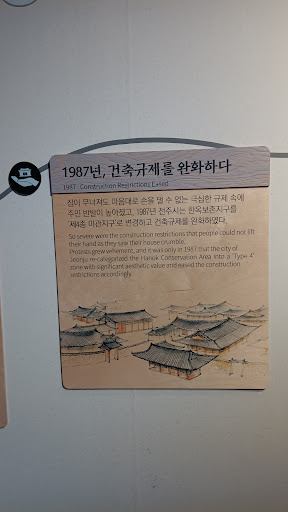 1987년, 건축규제를 완화하다
1987 : Construction Restrictions Eased
집이 무너져도 마음대로 손을 댈 수 없는 극심한 규제 속에
주민 반발이 높아졌고, 1987년 전주시는 한옥보존지구를
'제4종 미관지구'로 변경하고 건축규제를 완화하였다.
So severe were the construction restrictions that people could not lift
their hand as they saw their house crumble.
Protests grew vehement, and it was only in 1987 that the city of
Jeonju re-categorized the Hanok Conservation Area into a 'Type 4'
zone with significant aesthetic value and eased the construction
restrictions accordingly.